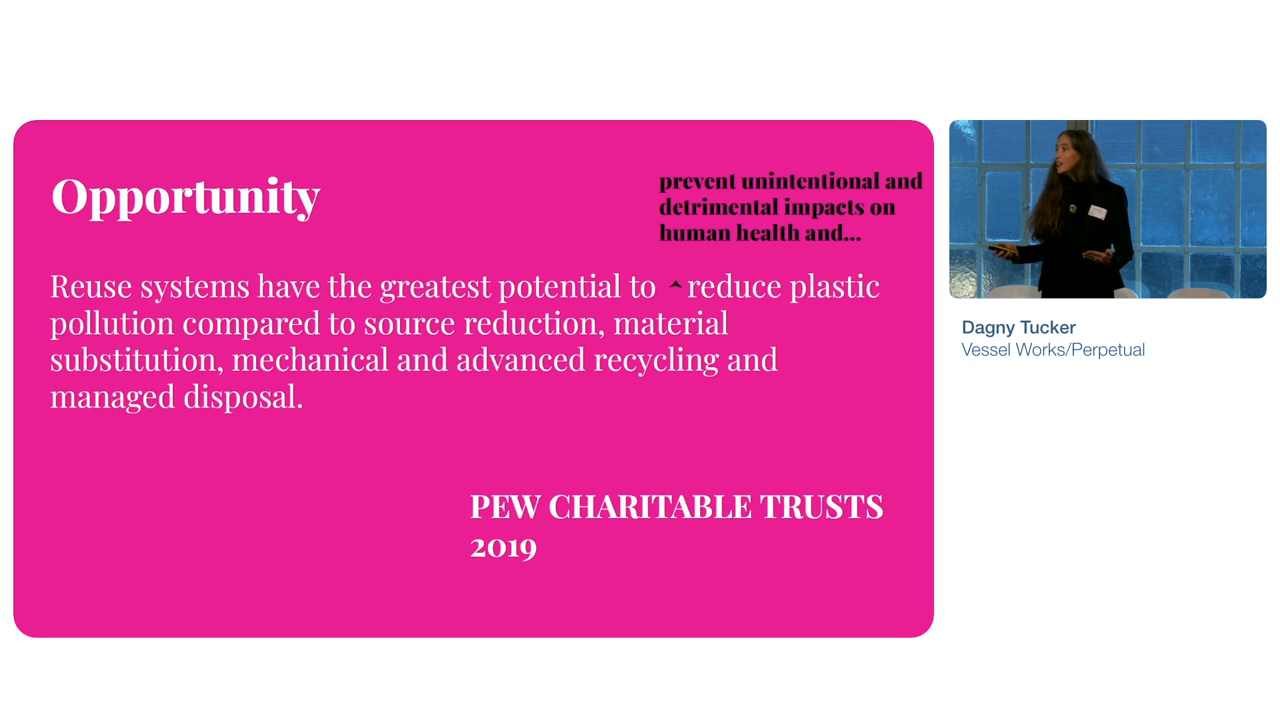 Opportunity
prevent unintentional and
detrimental impacts on
human health and...
Reuse systems have the greatest potential to ^ reduce plastic
pollution compared to source reduction, material
substitution, mechanical and advanced recycling and
managed disposal.
PEW CHARITABLE TRUSTS
2019
Dagny Tucker
Vessel Works/Perpetual